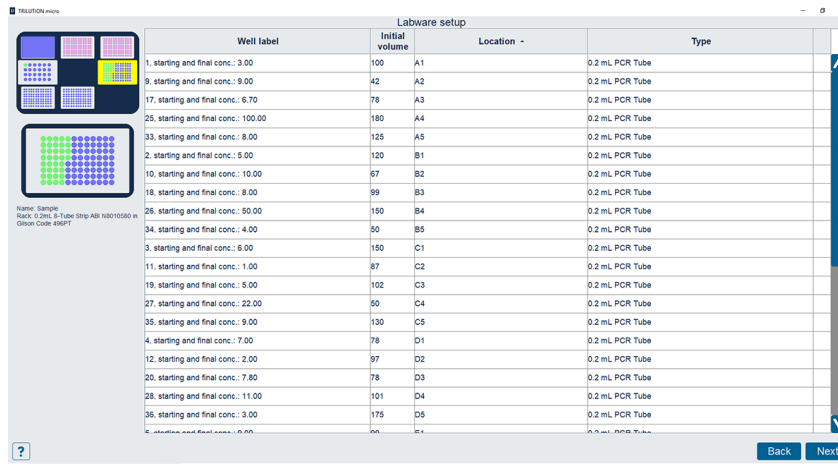 TRILUTION micro
Labware setup
Well label Initial volume Location Type
1, starting and final conc.: 3.00 100 A1 0.2 mL PCR Tube
9, starting and final conc.: 9.00 42 A2 0.2 mL PCR Tube
17, starting and final conc.: 6.70 78 A3 0.2 mL PCR Tube
25, starting and final conc.: 100.00 180 A4 0.2 mL PCR Tube
33, starting and final conc.: 8.00 125 A5 0.2 mL PCR Tube
2, starting and final conc.: 5.00 120 B1 0.2 mL PCR Tube
10, starting and final conc.: 10.00 67 B2 0.2 mL PCR Tube
18, starting and final conc.: 8.00 99 B3 0.2 mL PCR Tube
26, starting and final conc.: 50.00 150 B4 0.2 mL PCR Tube
34, starting and final conc.: 4.00 50 B5 0.2 mL PCR Tube
3, starting and final conc.: 6.00 150 C1 0.2 mL PCR Tube
11, starting and final conc.: 1.00 87 C2 0.2 mL PCR Tube
19, starting and final conc.: 5.00 102 C3 0.2 mL PCR Tube
27, starting and final conc.: 22.00 50 C4 0.2 mL PCR Tube
35, starting and final conc.: 9.00 130 C5 0.2 mL PCR Tube
4, starting and final conc.: 7.00 78 D1 0.2 mL PCR Tube
12, starting and final conc.: 2.00 97 D2 0.2 mL PCR Tube
20, starting and final conc.: 7.80 78 D3 0.2 mL PCR Tube
28, starting and final conc.: 11.00 101 D4 0.2 mL PCR Tube
36, starting and final conc.: 3.00 175 D5 0.2 mL PCR Tube
starting and final conc.: 0.2 mL PCR Tube
Name: Sample
Rack: 0.2mL 8-Tube Strip ABI N8010580 in
Gilson Code 496PT
?
Back
Next